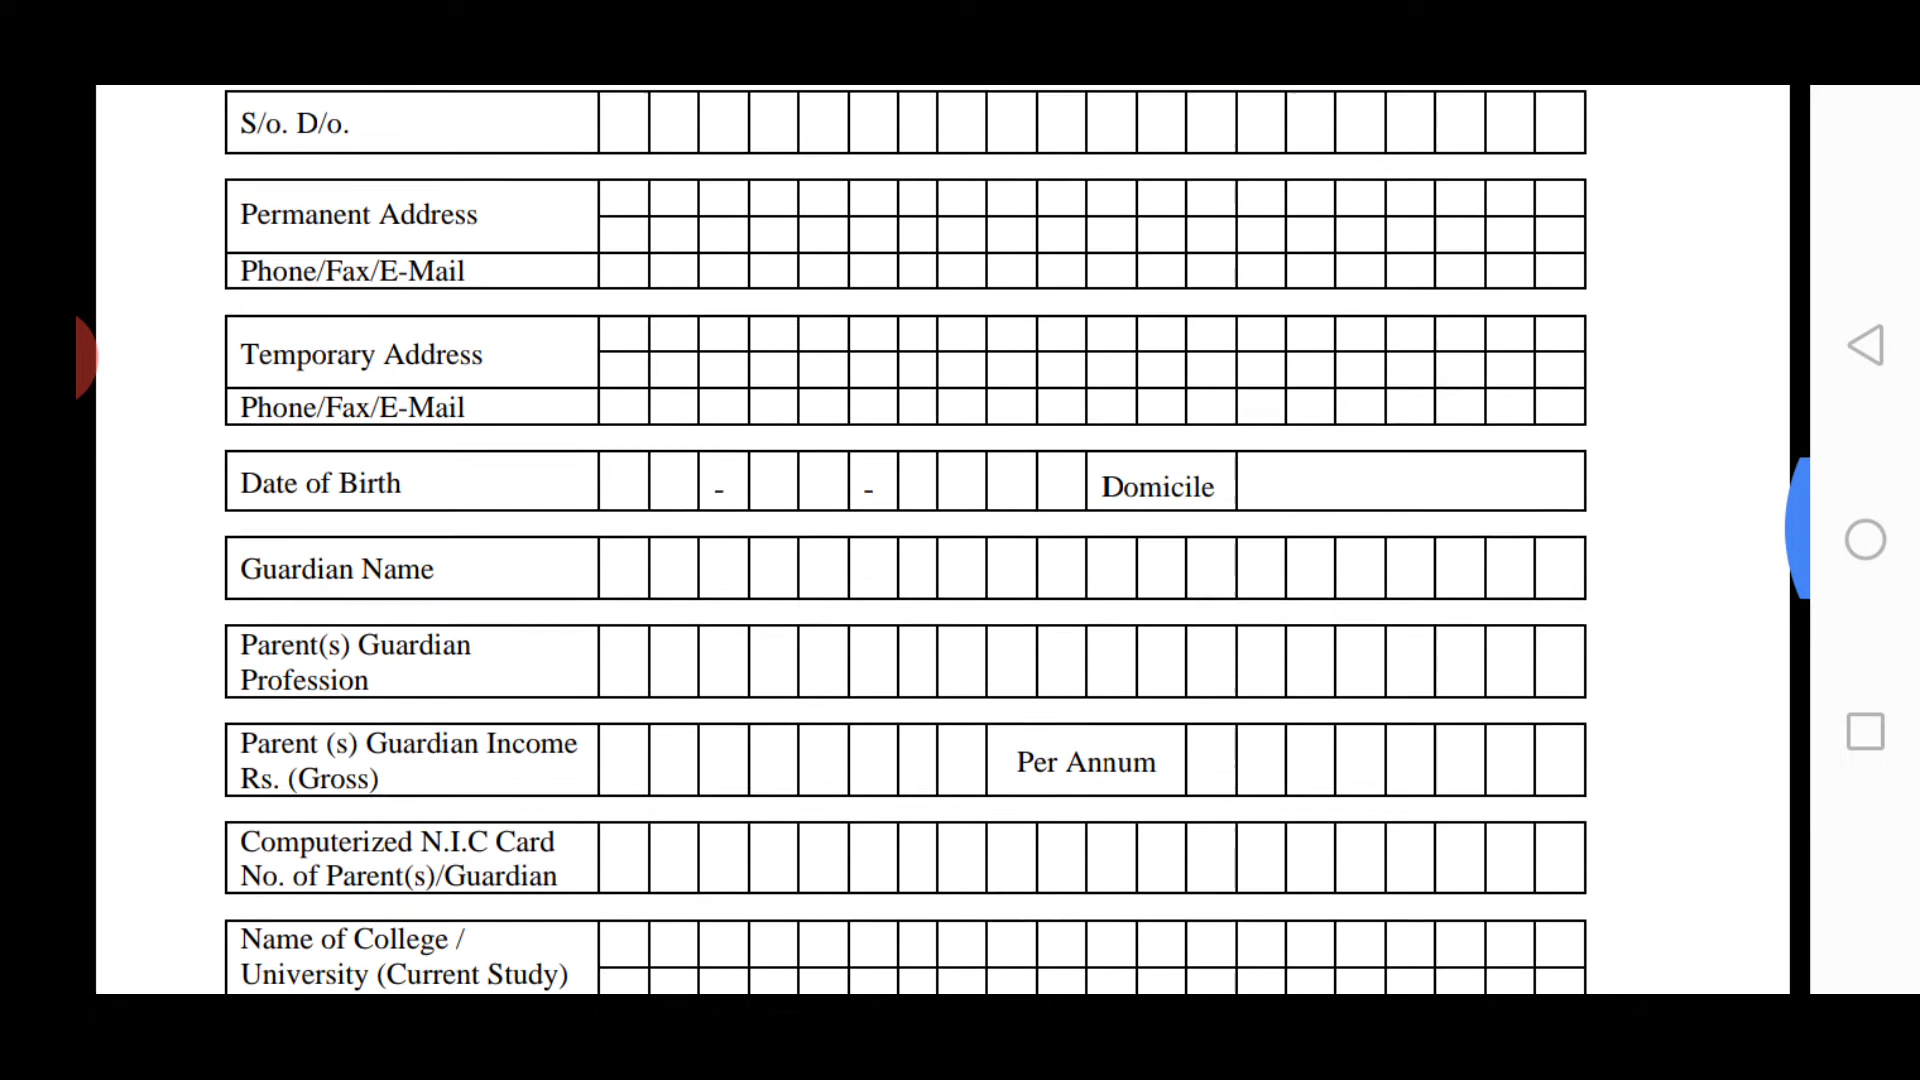 S/o. D/o.
Permanent Address
Phone/Fax/E-Mail
Temporary Address
Phone/Fax/E-Mail
Date of Birth - - Domicile
Guardian Name
Parent(s) Guardian
Profession
Parent (s) Guardian Income
Rs. (Gross)
Per Annum
Computerized N.I.C Card
No. of Parent(s)/Guardian
Name of College /
University (Current Study)